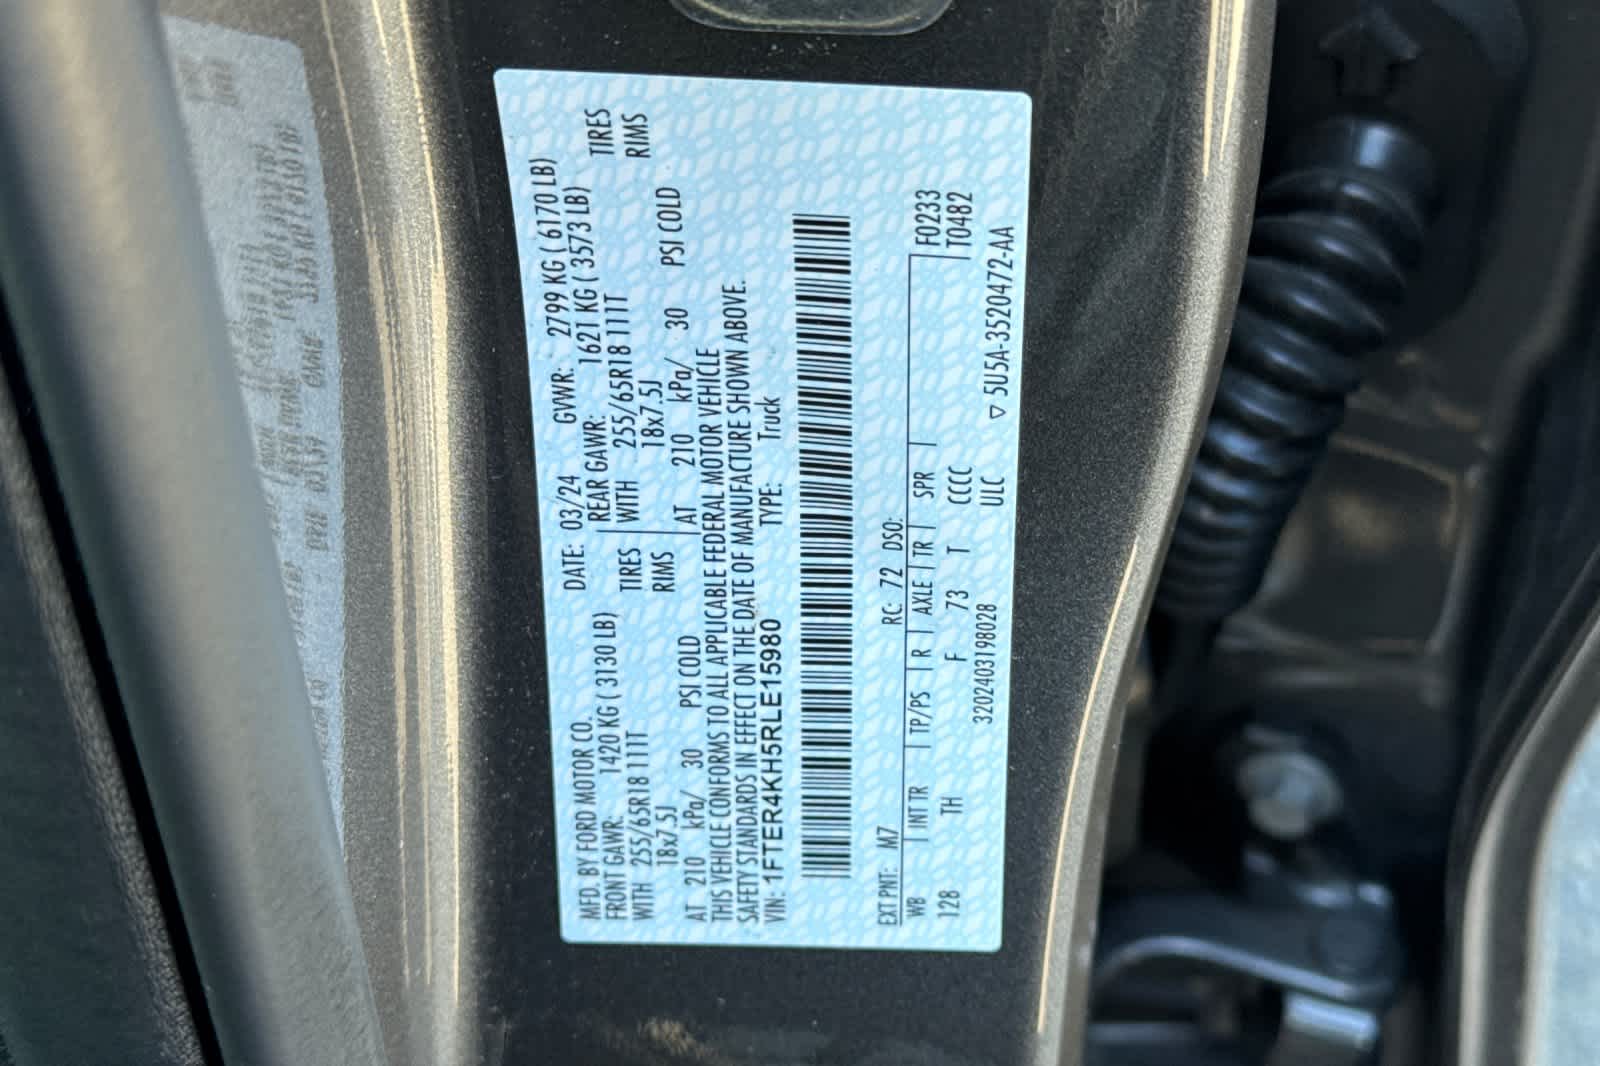 MFD. BY FORD MOTOR CO. DATE: 03/24 GVWR: 2799 KG ( 6170 LB)
FRONT GAWR: 1420 KG ( 3130 LB) REAR GAWR: 1621 KG ( 3573 LB)
WITH 255/65R18 111T TIRES WITH 255/65R18 111T TIRES
18x7.5J RIMS 18x7.5J RIMS
AT 210 kPa/ 30 PSI COLD AT 210 kPa/ 30 PSI COLD
THIS VEHICLE CONFORMS TO ALL APPLICABLE FEDERAL MOTOR VEHICLE
SAFETY STANDARDS IN EFFECT ON THE DATE OF MANUFACTURE SHOWN ABOVE.
VIN: 1FTER4KH5RLE15980 TYPE: Truck
EXT PNT: M7 RC: 72 DSO:
WB INT TR TP/PS R AXLE TR SPR F0233
128 TH F 73 T CCCC T0482
320240319802B ULC ▽ 5U5A-3520472-AA